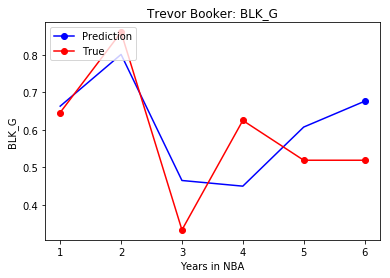 Trevor Booker: BLK_G
Prediction
True
0.8
0.7
0.6
0.5
0.4
BLK_G
1 2 3 4 5 6
Years in NBA